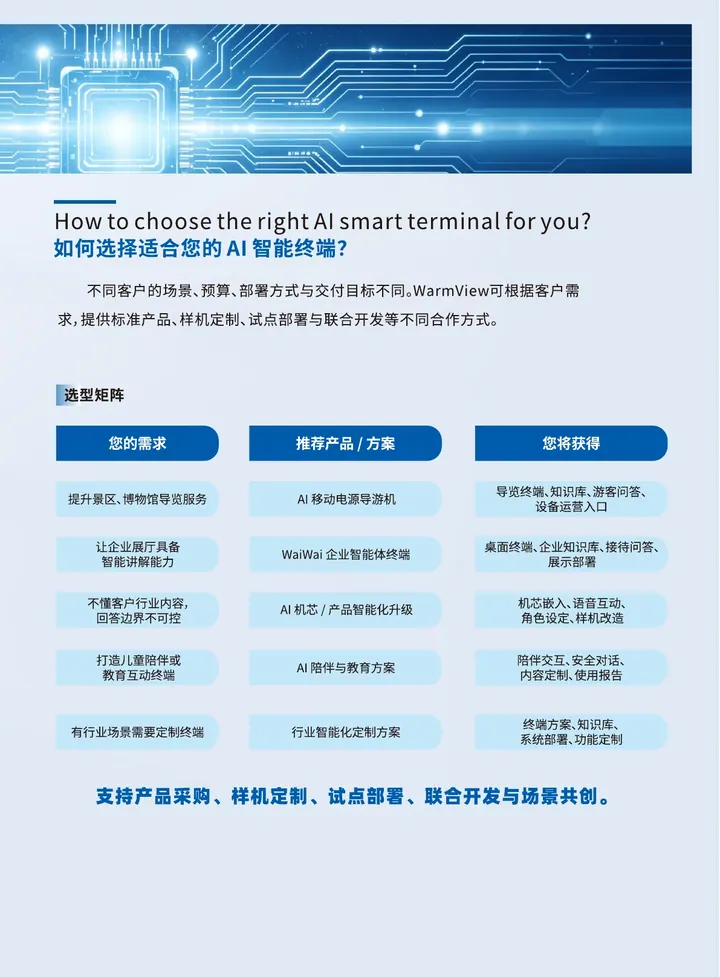 How to choose the right AI smart terminal for you?
如何选择适合您的 AI 智能终端?
不同客户的场景、预算、部署方式与交付目标不同。WarmView可根据客户需
求,提供标准产品、样机定制、试点部署与联合开发等不同合作方式。
选型矩阵
您的需求
推荐产品 / 方案
您将获得
提升景区、博物馆导览服务
AI 移动电源导游机
导览终端、知识库、游客问答、
设备运营入口
让企业展厅具备
智能讲解能力
WaiWai 企业智能体终端
桌面终端、企业知识库、接待问答、
展示部署
不懂客户行业内容,
回答边界不可控
AI 机芯 / 产品智能化升级
机芯嵌入、语音互动、
角色设定、样机改造
打造儿童陪伴或
教育互动终端
AI 陪伴与教育方案
陪伴交互、安全对话、
内容定制、使用报告
有行业场景需要定制终端
行业智能化定制方案
终端方案、知识库、
系统部署、功能定制
支持产品采购、样机定制、试点部署、联合开发与场景共创。